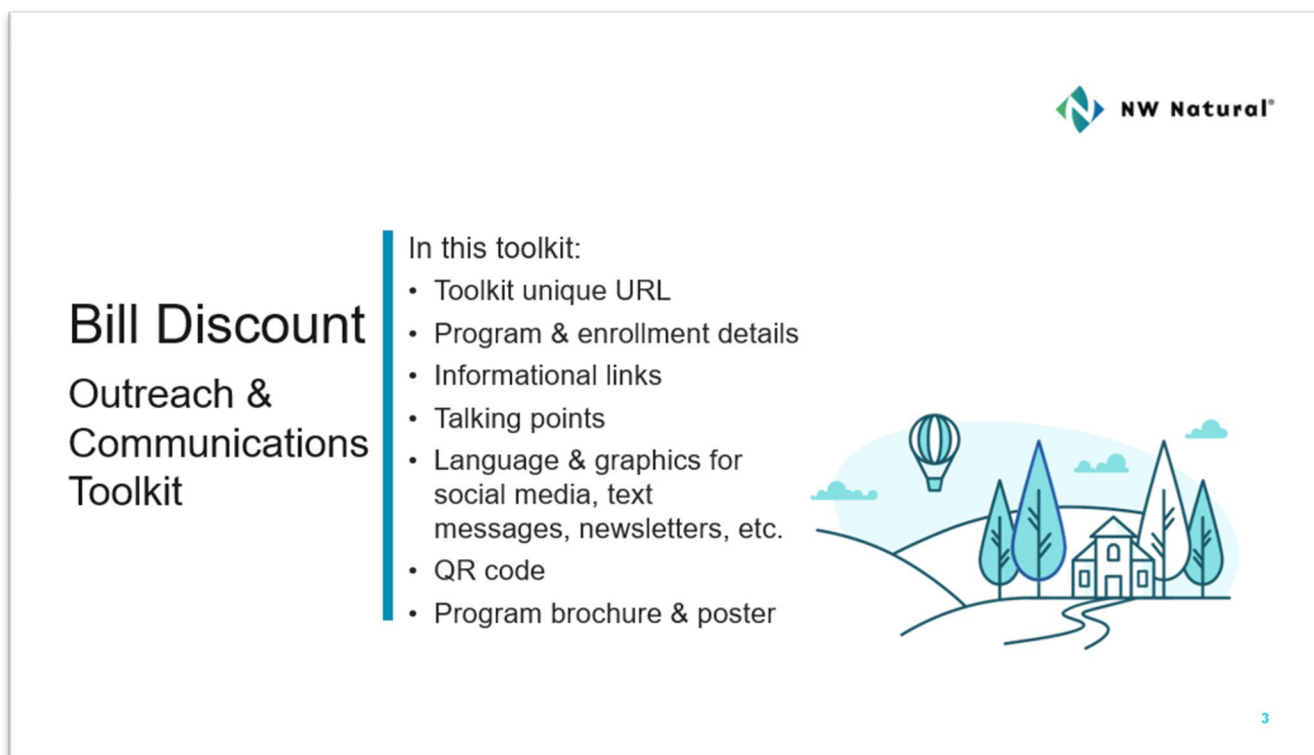 NW Natural®
Bill Discount
Outreach &
Communications
Toolkit
In this toolkit:
• Toolkit unique URL
• Program & enrollment details
• Informational links
• Talking points
• Language & graphics for
social media, text
messages, newsletters, etc.
• QR code
• Program brochure & poster
3